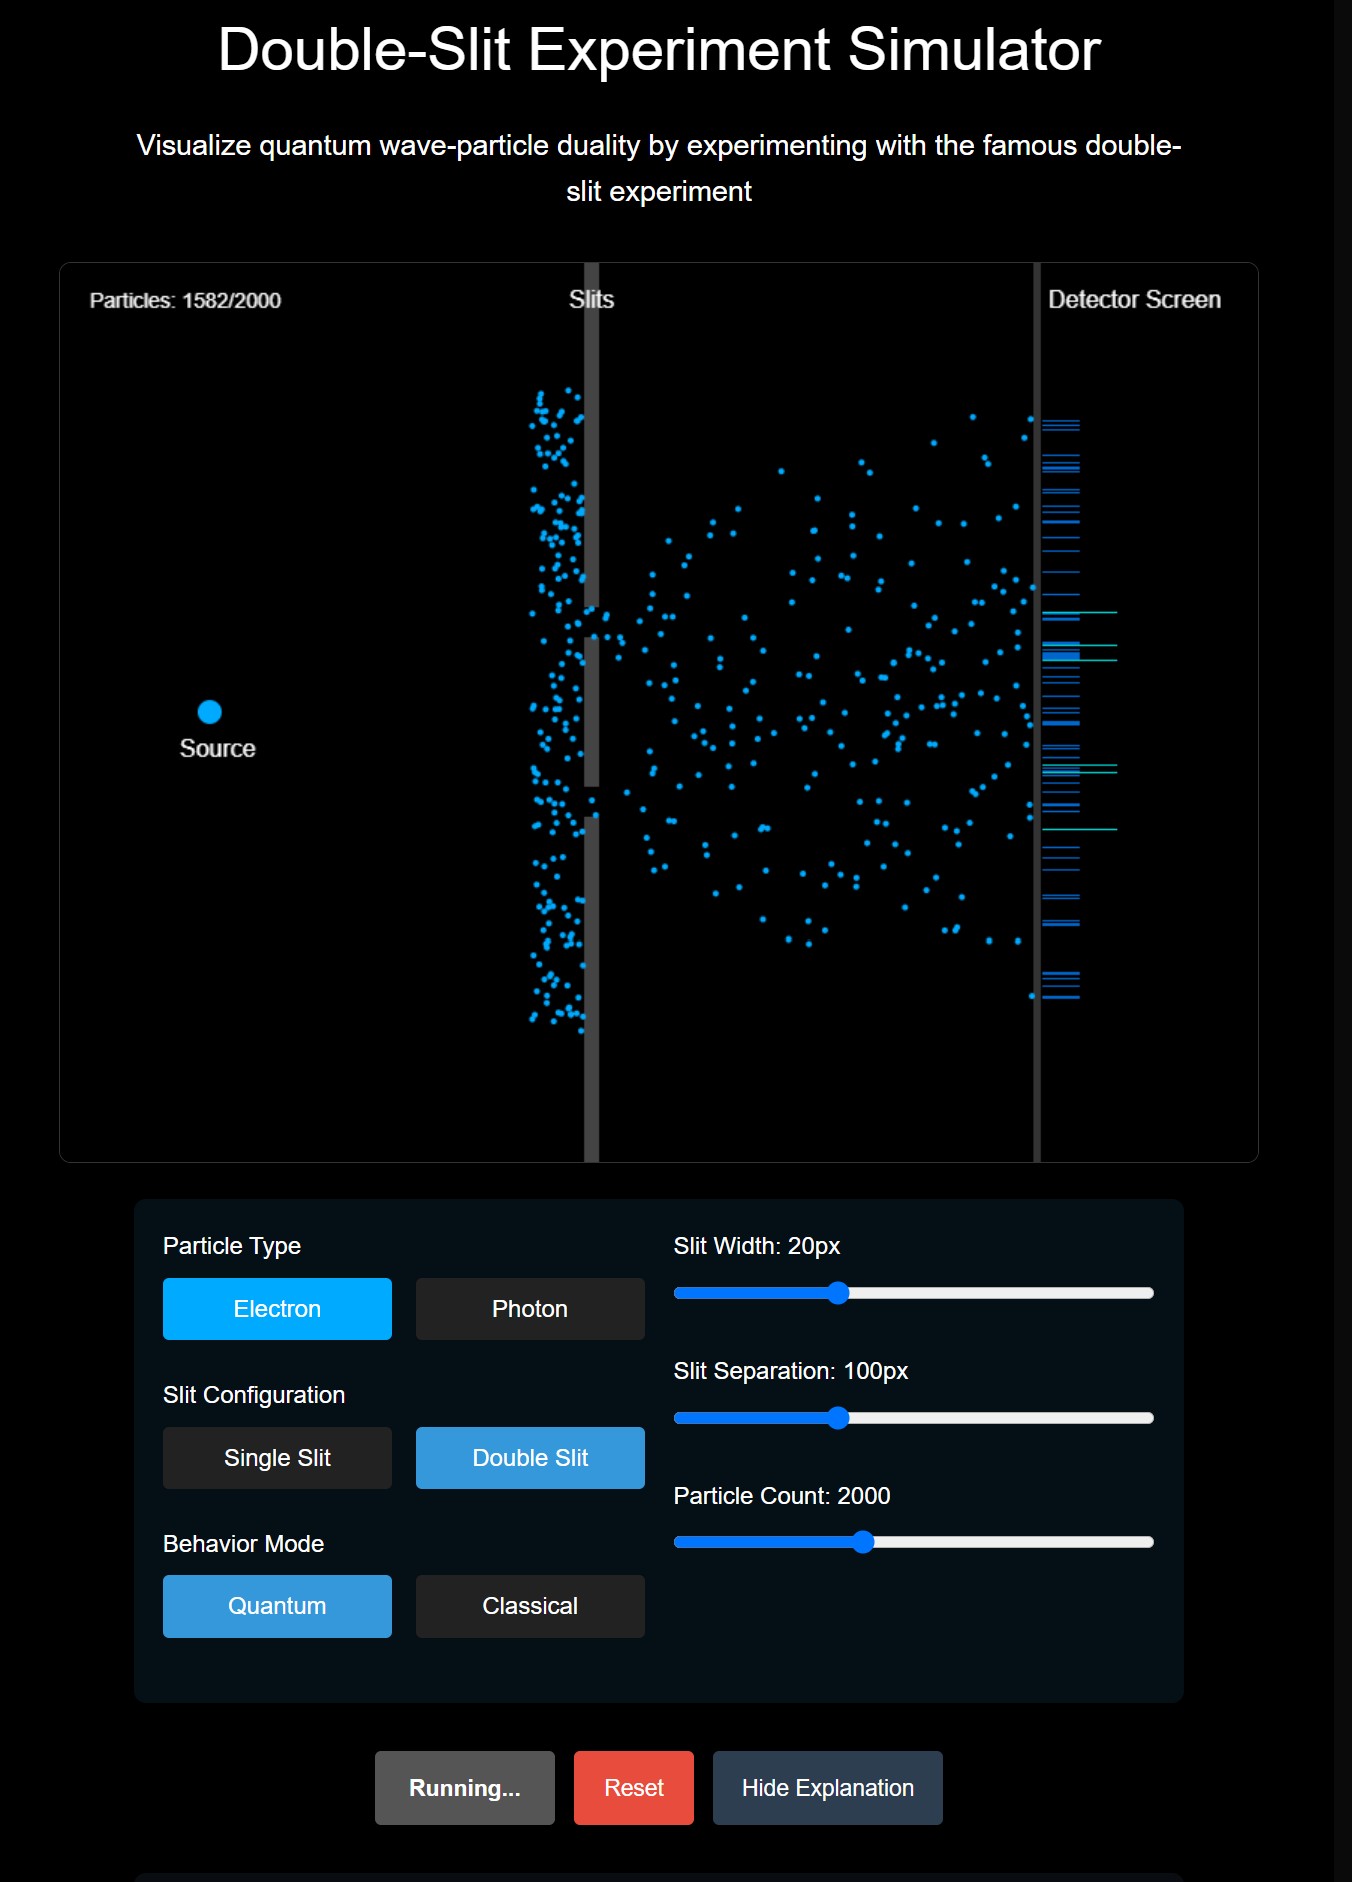 Double-Slit Experiment Simulator
Visualize quantum wave-particle duality by experimenting with the famous double-
slit experiment
Particles: 1582/2000
Slits
Detector Screen
Source
Particle Type
Electron
Photon
Slit Configuration
Single Slit
Double Slit
Behavior Mode
Quantum
Classical
Slit Width: 20px
Slit Separation: 100px
Particle Count: 2000
Running...
Reset
Hide Explanation